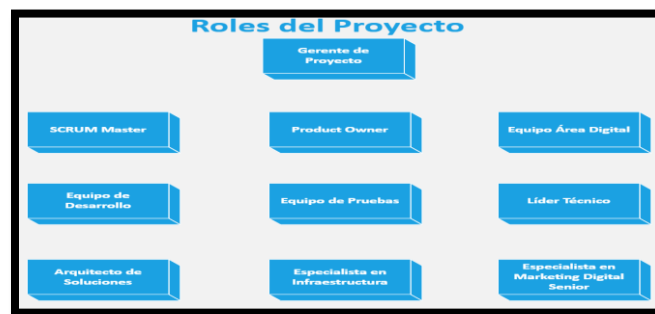 Roles del Proyecto
Gerente de
Proyecto
SCRUM Master
Product Owner
Equipo Área Digital
Equipo de
Desarrollo
Equipo de Pruebas
Líder Técnico
Arquitecto de
Soluciones
Especialista en
Infraestructura
Especialista en
Marketing Digital
Senior